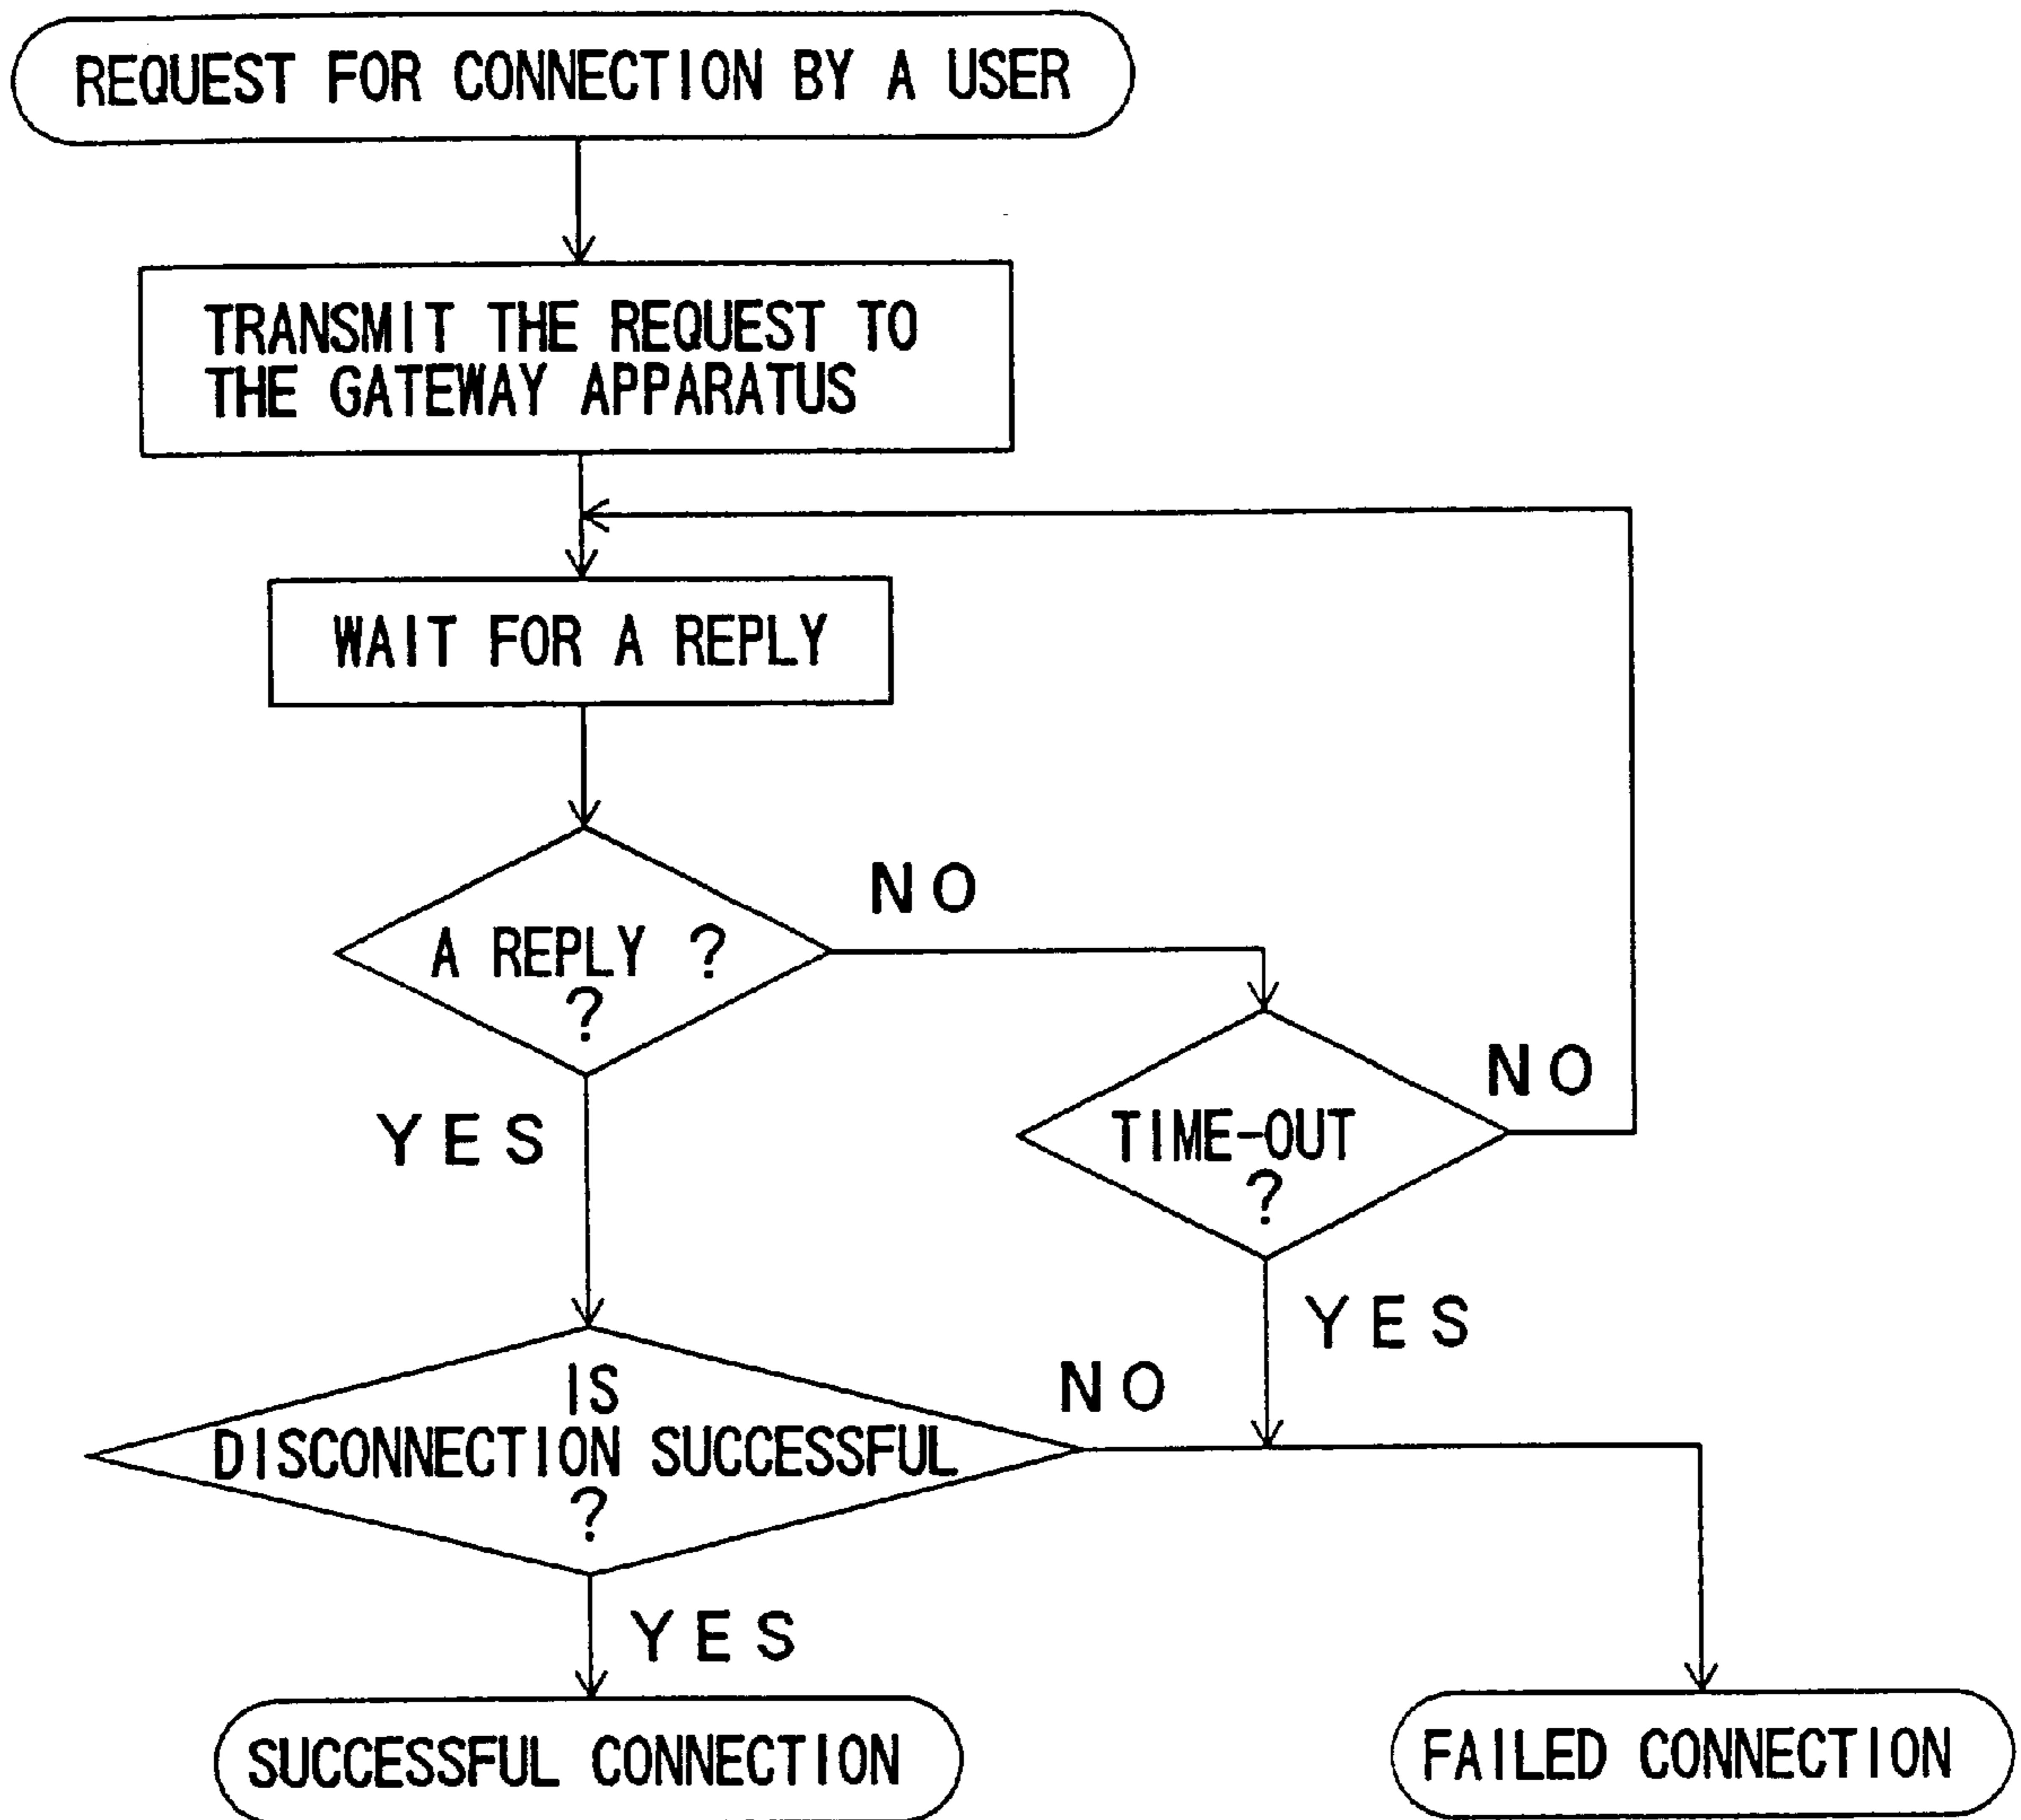 REQUEST FOR CONNECTION BY A USER
TRANSMIT THE REQUEST TO
THE GATEWAY APPARATUS
WAIT FOR A REPLY
NO
A REPLY ?
?
NO
TIME-OUT
?
YES
YES
IS
DISCONNECTION SUCCESSFUL
?
NO
YES
SUCCESSFUL CONNECTION
FAILED CONNECTION